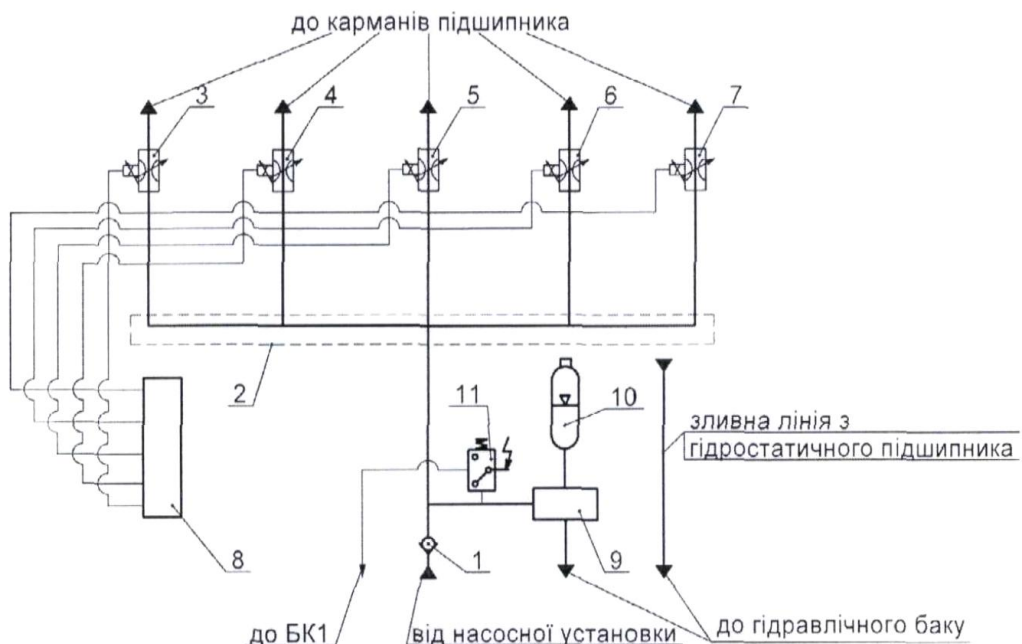 до карманів підшипника
3
4
5
6
7
2
11
10
зливна лінія з
гідростатичного підшипника
8
1
9
до БК1
від насосної установки
до гідравлічного баку